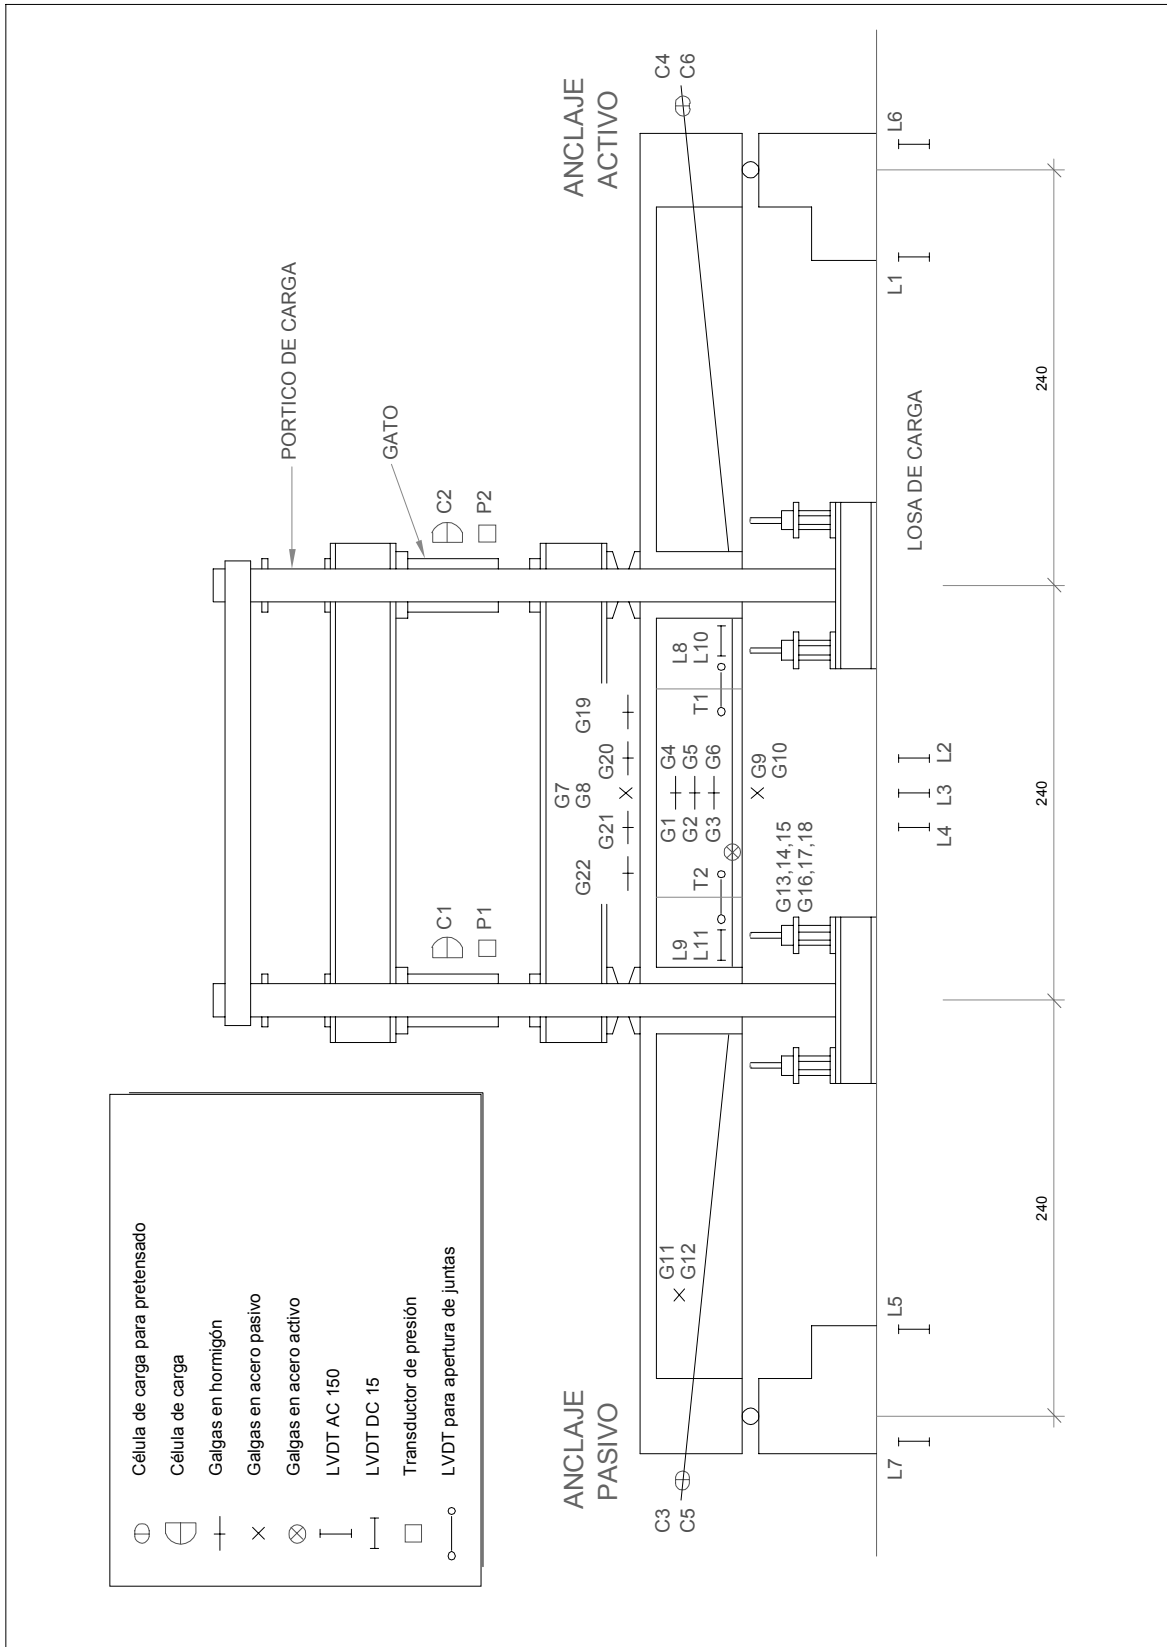 Célula de carga para pretensado
Célula de carga
Galgas en hormigón
Galgas en acero pasivo
Galgas en acero activo
LVDT AC 150
LVDT DC 15
Transductor de presión
LVDT para apertura de juntas
PORTICO DE CARGA
GATO
C1
P1
C2
P2
ANCLAJE
PASIVO
ANCLAJE
ACTIVO
C3
C5
C4
C6
G22
G21
G7
G8
G20
G19
G11
G12
L9
L11
T2
G1
G2
G3
G4
G5
G6
T1
L8
L10
G9
G10
G13,14,15
G16,17,18
LOSA DE CARGA
L7
L5
L4
L3
L2
L1
L6
240
240
240